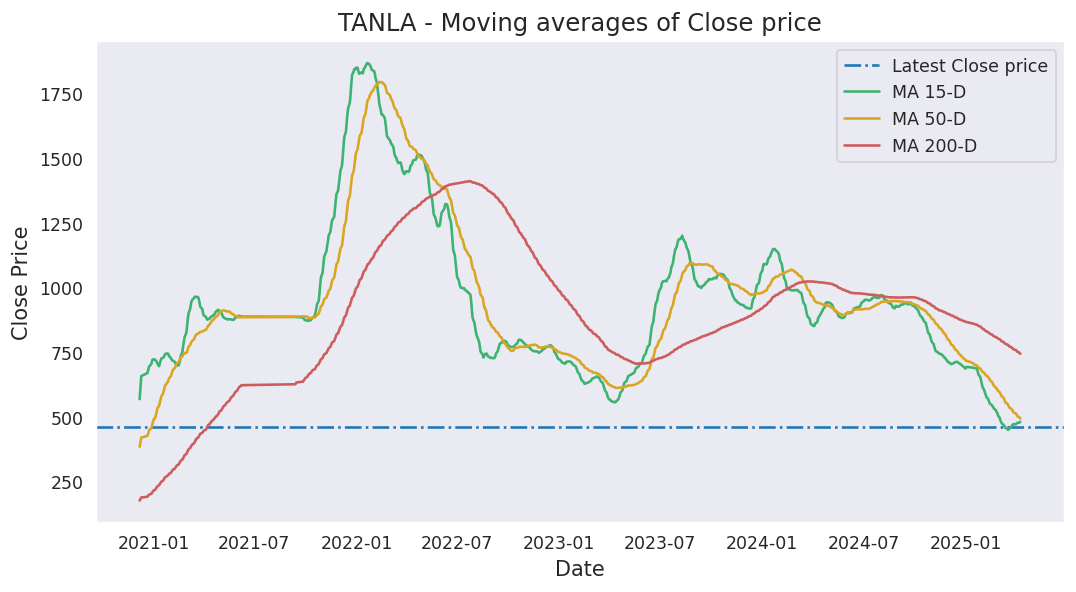 TANLA - Moving averages of Close price
Latest Close price
MA 15-D
MA 50-D
MA 200-D
Close Price
1750
1500
1250
1000
750
500
250
2021-01
2021-07
2022-01
2022-07
2023-01
2023-07
2024-01
2024-07
2025-01
Date